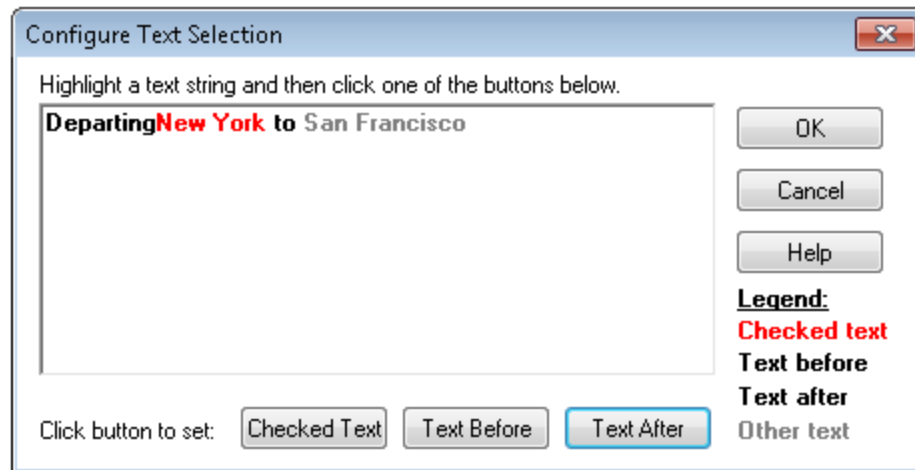 Configure Text Selection
Highlight a text string and then click one of the buttons below.
DepartingNew York to San Francisco
OK
Cancel
Help
Legend:
Checked text
Text before
Text after
Other text
Click button to set: Checked Text Text Before Text After